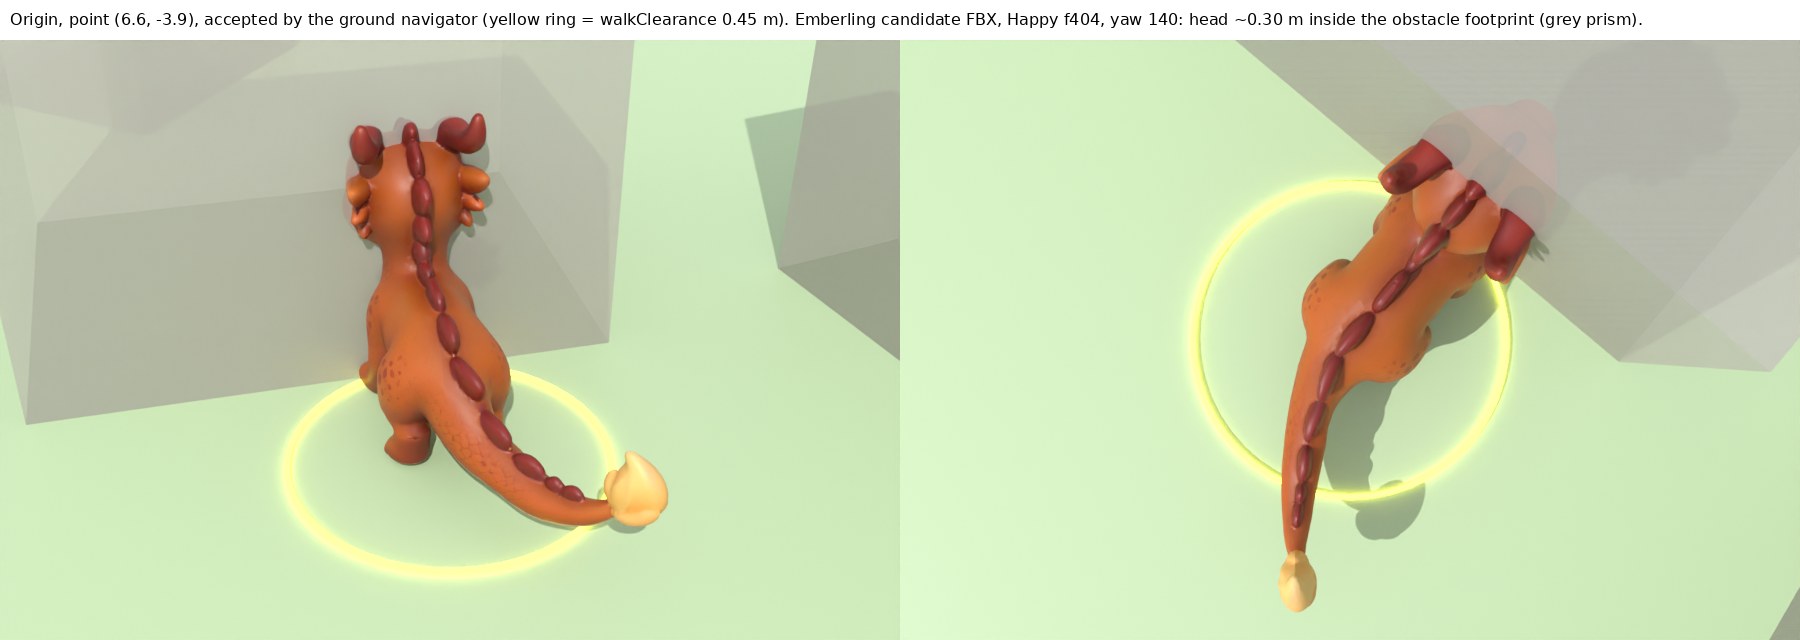 Origin, point (6.6, -3.9), accepted by the ground navigator (yellow ring = walkClearance 0.45 m). Emberling candidate FBX, Happy f404, yaw 140: head ~0.30 m inside the obstacle footprint (grey prism).